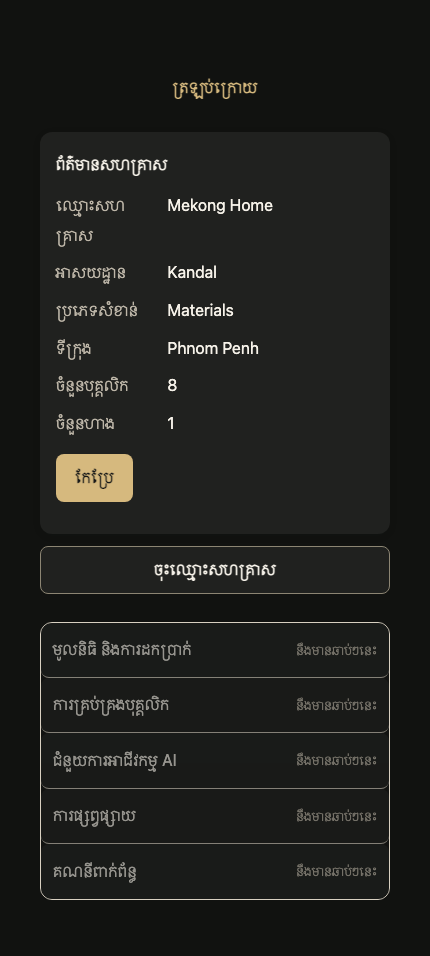 ត្រឡប់ក្រោយ
ព័ត៌មានសហគ្រាស
ឈ្មោះសហ
គ្រាស
Mekong Home
អាសយដ្ឋាន Kandal
ប្រភេទសំខាន់ Materials
ទីក្រុង Phnom Penh
ចំនួនបុគ្គលិក 8
ចំនួនហាង 1
កែប្រែ
ចុះឈ្មោះសហគ្រាស
មូលនិធិ និងការដកប្រាក់ នឹងមានឆាប់ៗនេះ
ការគ្រប់គ្រងបុគ្គលិក នឹងមានឆាប់ៗនេះ
ជំនួយការអាជីវកម្ម AI នឹងមានឆាប់ៗនេះ
ការផ្សព្វផ្សាយ នឹងមានឆាប់ៗនេះ
គណនីពាក់ព័ន្ធ នឹងមានឆាប់ៗនេះ